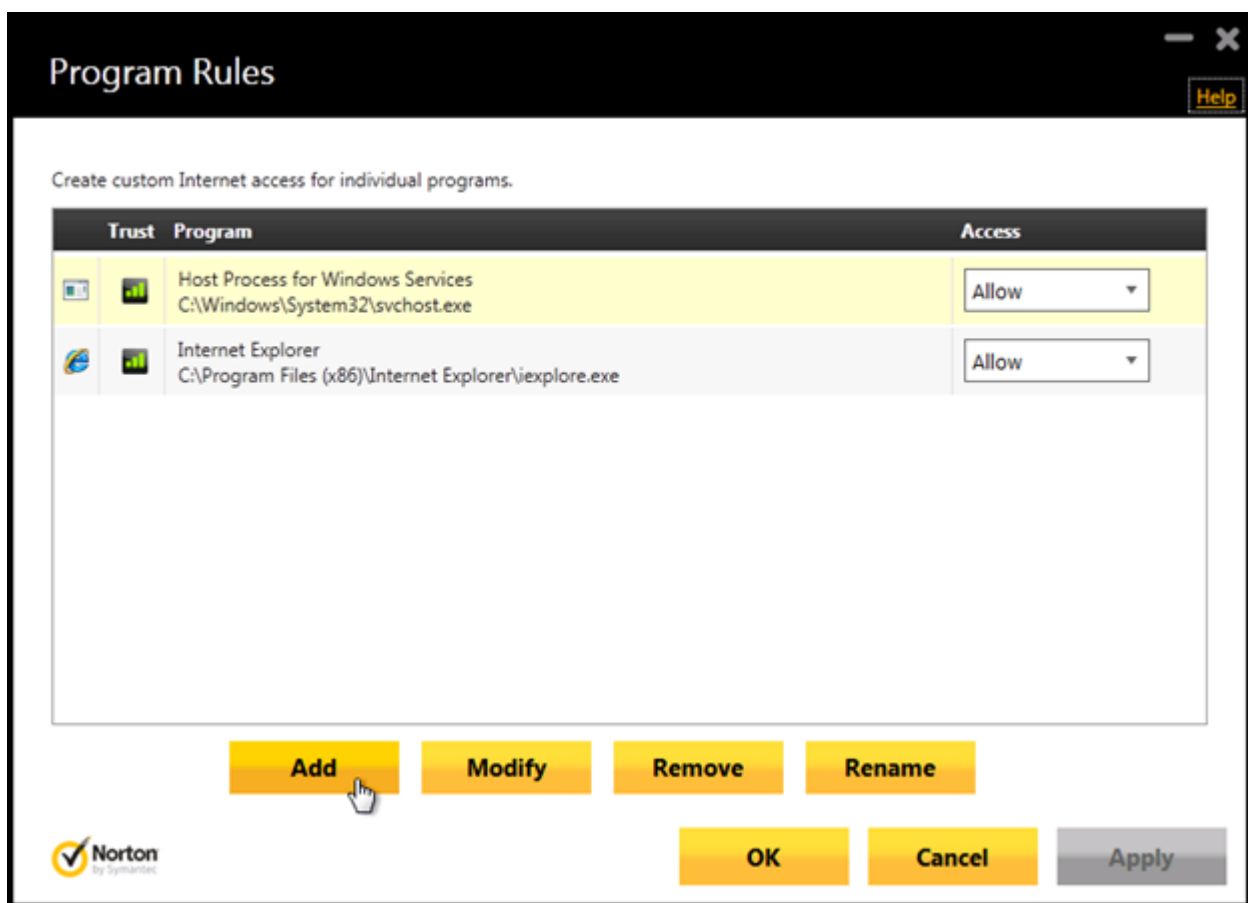 Program Rules
Help
Create custom Internet access for individual programs.
Trust Program Access
Host Process for Windows Services
C:\Windows\System32\svchost.exe
Allow
Internet Explorer
C:\Program Files (x86)\Internet Explorer\iexplore.exe
Allow
Add Modify Remove Rename
Norton
by Symantec
OK Cancel Apply